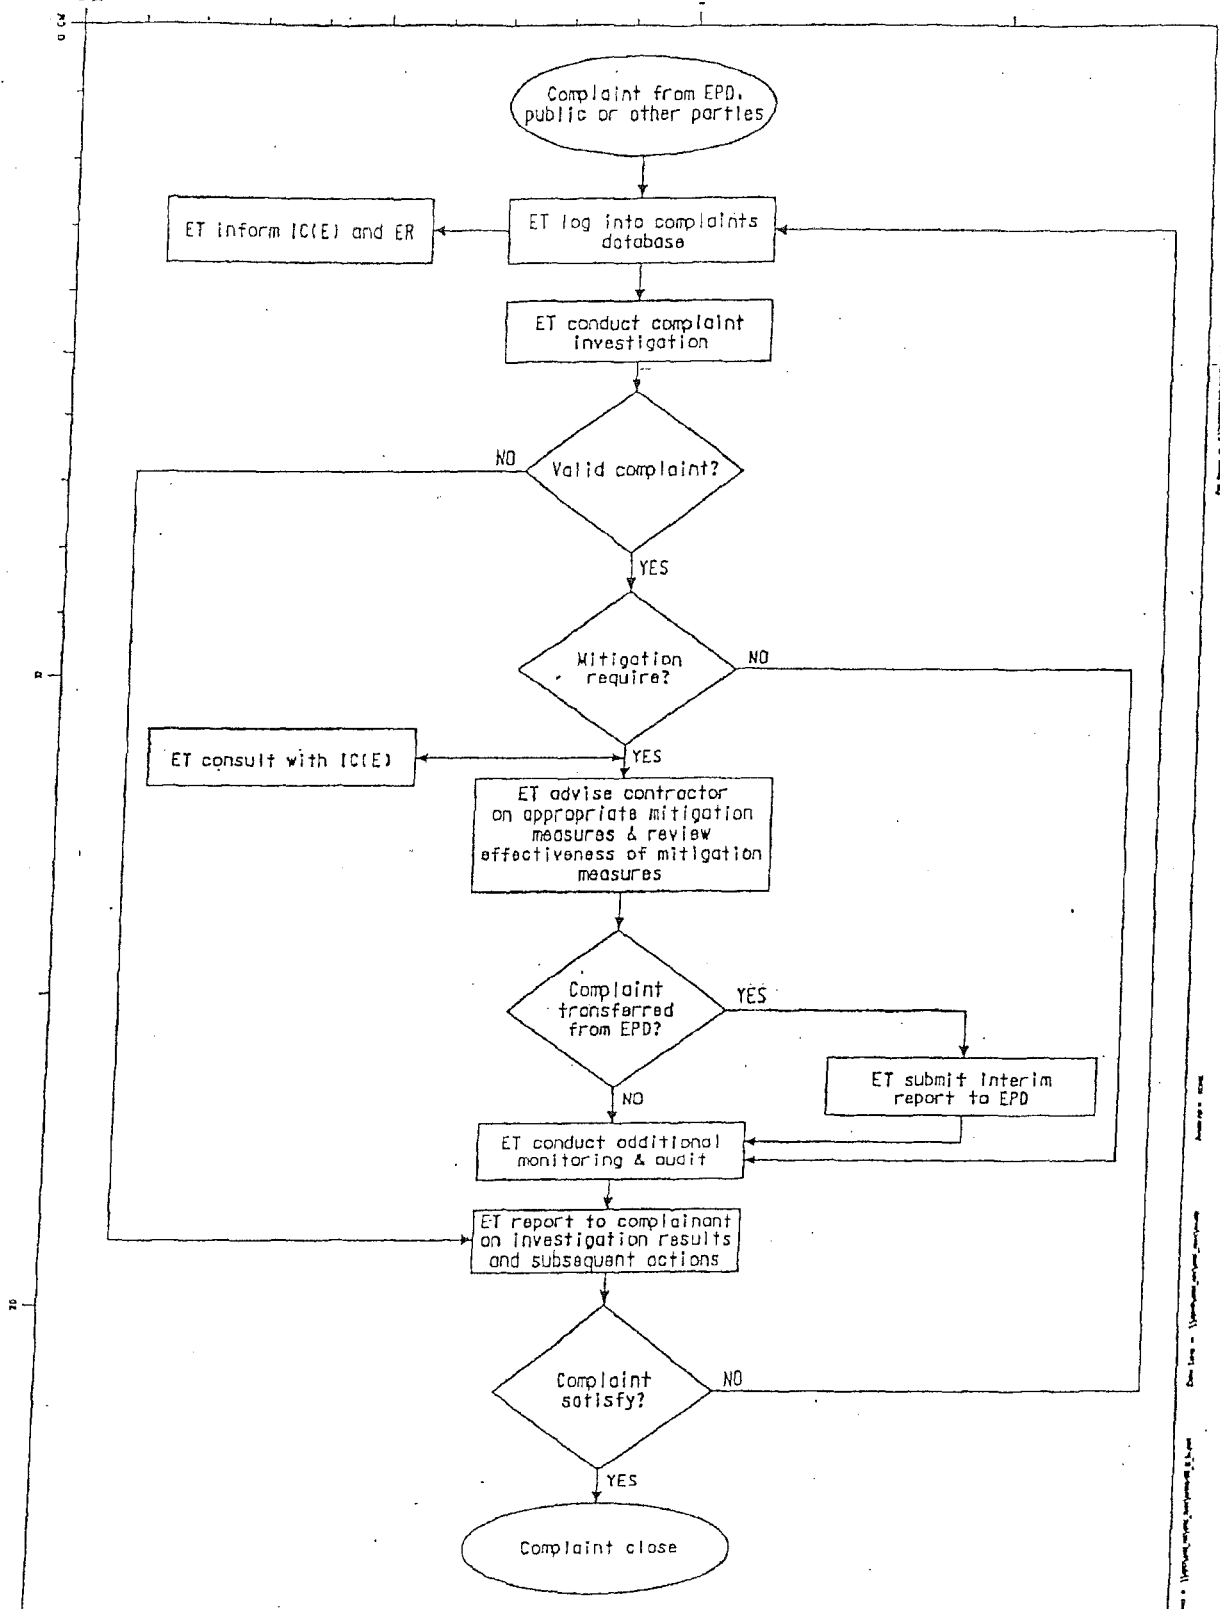 Complaint from EPD,
public or other parties
ET inform IC(E) and ER
ET log into complaints
database
ET conduct complaint
investigation
NO
Valid complaint?
YES
Mitigation
require?
NO
ET consult with IC(E)
YES
ET advise contractor
on appropriate mitigation
measures & review
effectiveness of mitigation
measures
Complaint
transferred
from EPD?
YES
ET submit interim
report to EPD
NO
ET conduct additional
monitoring & audit
ET report to complainant
on investigation results
and subsequent actions
Complaint
satisfy?
NO
YES
Complaint close